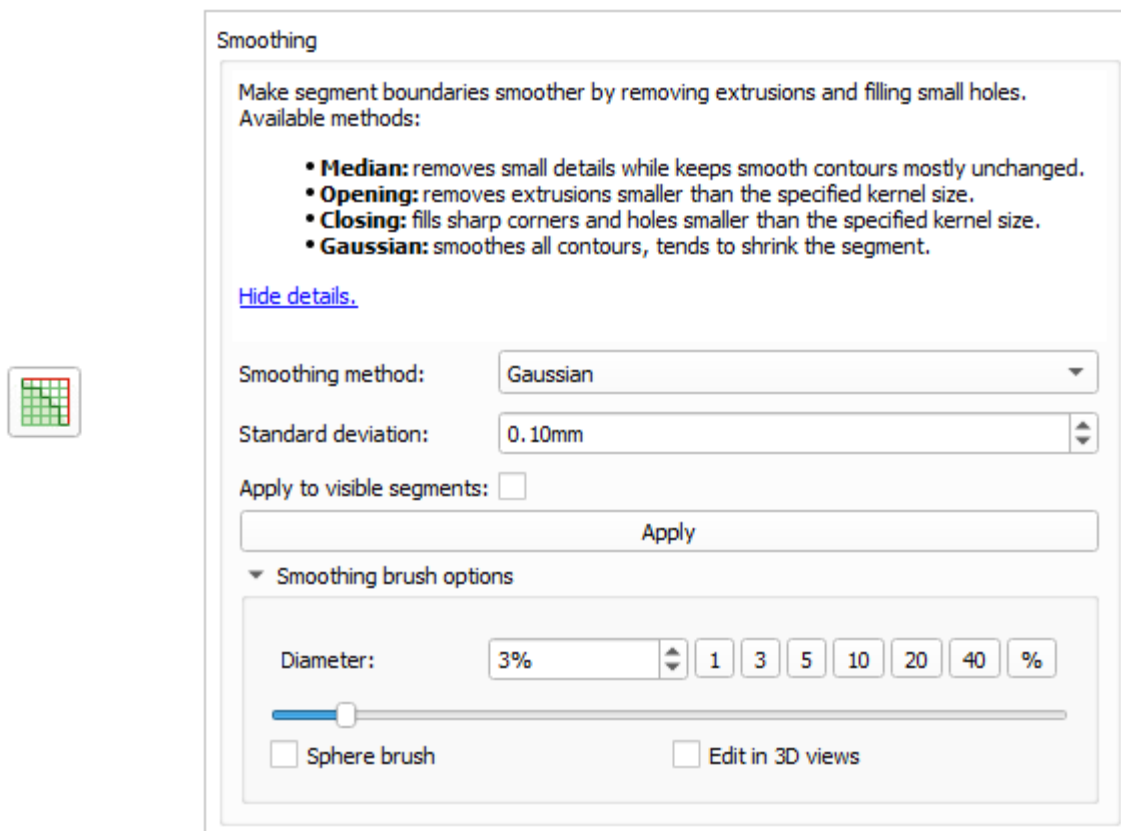 Smoothing
Make segment boundaries smoother by removing extrusions and filling small holes.
Available methods:
• Median: removes small details while keeps smooth contours mostly unchanged.
• Opening: removes extrusions smaller than the specified kernel size.
• Closing: fills sharp corners and holes smaller than the specified kernel size.
• Gaussian: smoothes all contours, tends to shrink the segment.
Hide details.
Smoothing method: Gaussian
Standard deviation: 0.10mm
Apply to visible segments:
Apply
Smoothing brush options
Diameter: 3% 1 3 5 10 20 40 %
Sphere brush Edit in 3D views